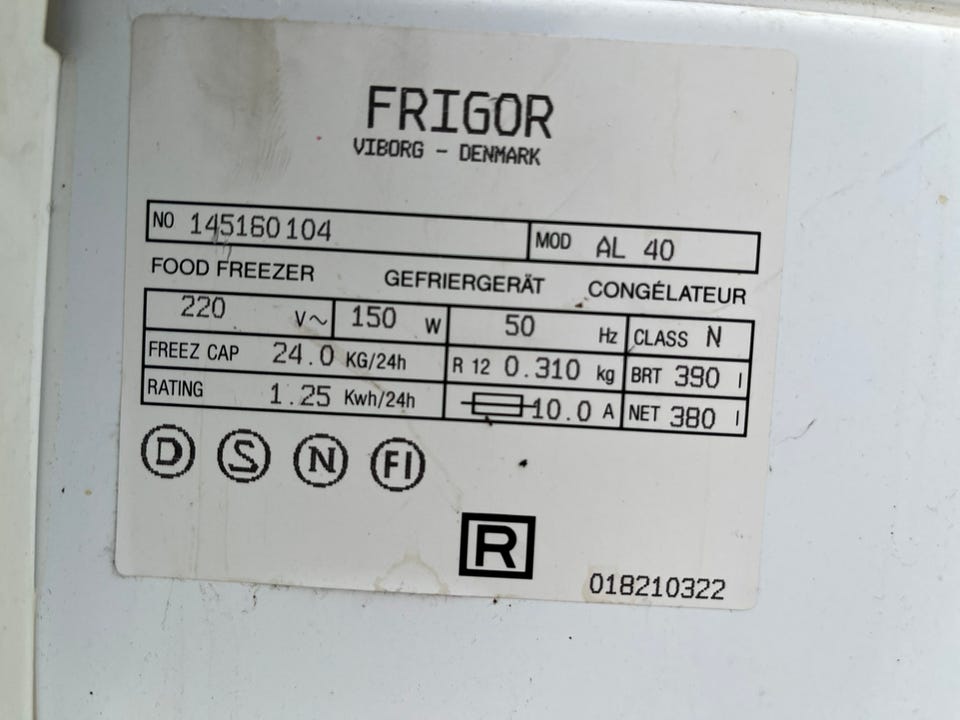 FRIGOR
VIBORG - DENMARK
NO 145160104 MOD AL 40
FOOD FREEZER GEFRIERGERÄT CONGÉLATEUR
220 V~ 150 W 50 Hz CLASS N
FREEZ CAP 24.0 KG/24h R 12 0.310 kg BRT 390 l
RATING 1.25 Kwh/24h 10.0 A NET 380 l
D S N FI
R
018210322